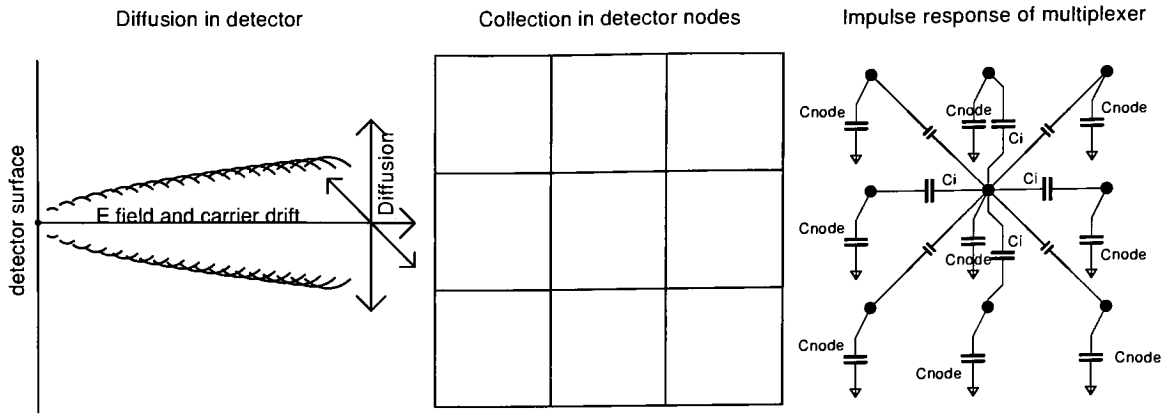 Diffusion in detector
Collection in detector nodes
Impulse response of multiplexer
detector surface
E field and carrier drift
Diffusion
Cnode
Cnode
Cnode
Ci
Ci
Ci
Cnode
Cnode
Ci
Cnode
Cnode
Cnode
Cnode